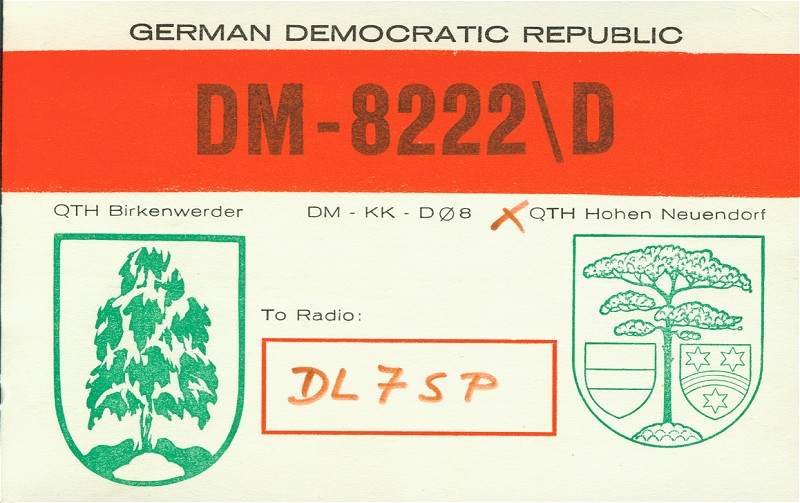 GERMAN DEMOCRATIC REPUBLIC
DM-8222\D
QTH Birkenwerder DM - KK - DØ8 X QTH Hohen Neuendorf
To Radio:
DL7SP